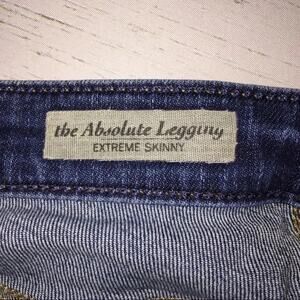 the Absolute Legging
EXTREME SKINNY